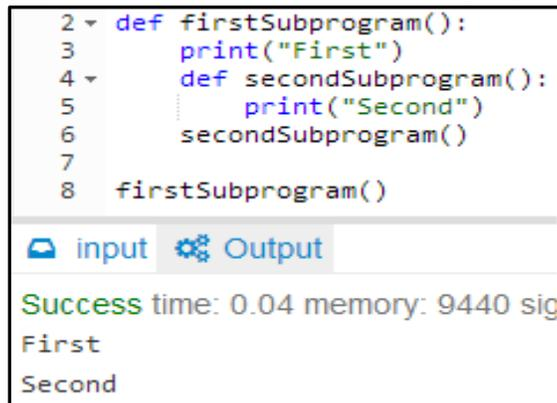 2 def firstSubprogram():
3     print("First")
4     def secondSubprogram():
5         print("Second")
6     secondSubprogram()
7
8 firstSubprogram()
input Output
Success time: 0.04 memory: 9440 sig
First
Second